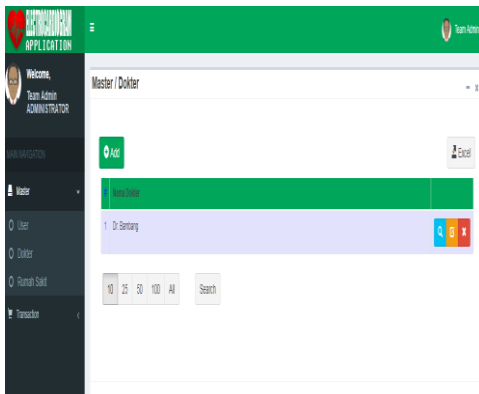 ELECTROCARDIOGRAM
APPLICATION
Team Admin
Welcome,
Team Admin
ADMINISTRATOR
MAIN NAVIGATION
Master
User
Dokter
Rumah Sakit
Transaction
Master / Dokter
- x
Add
Excel
# Nama Dokter
1 Dr. Bambang
10 25 50 100 All Search